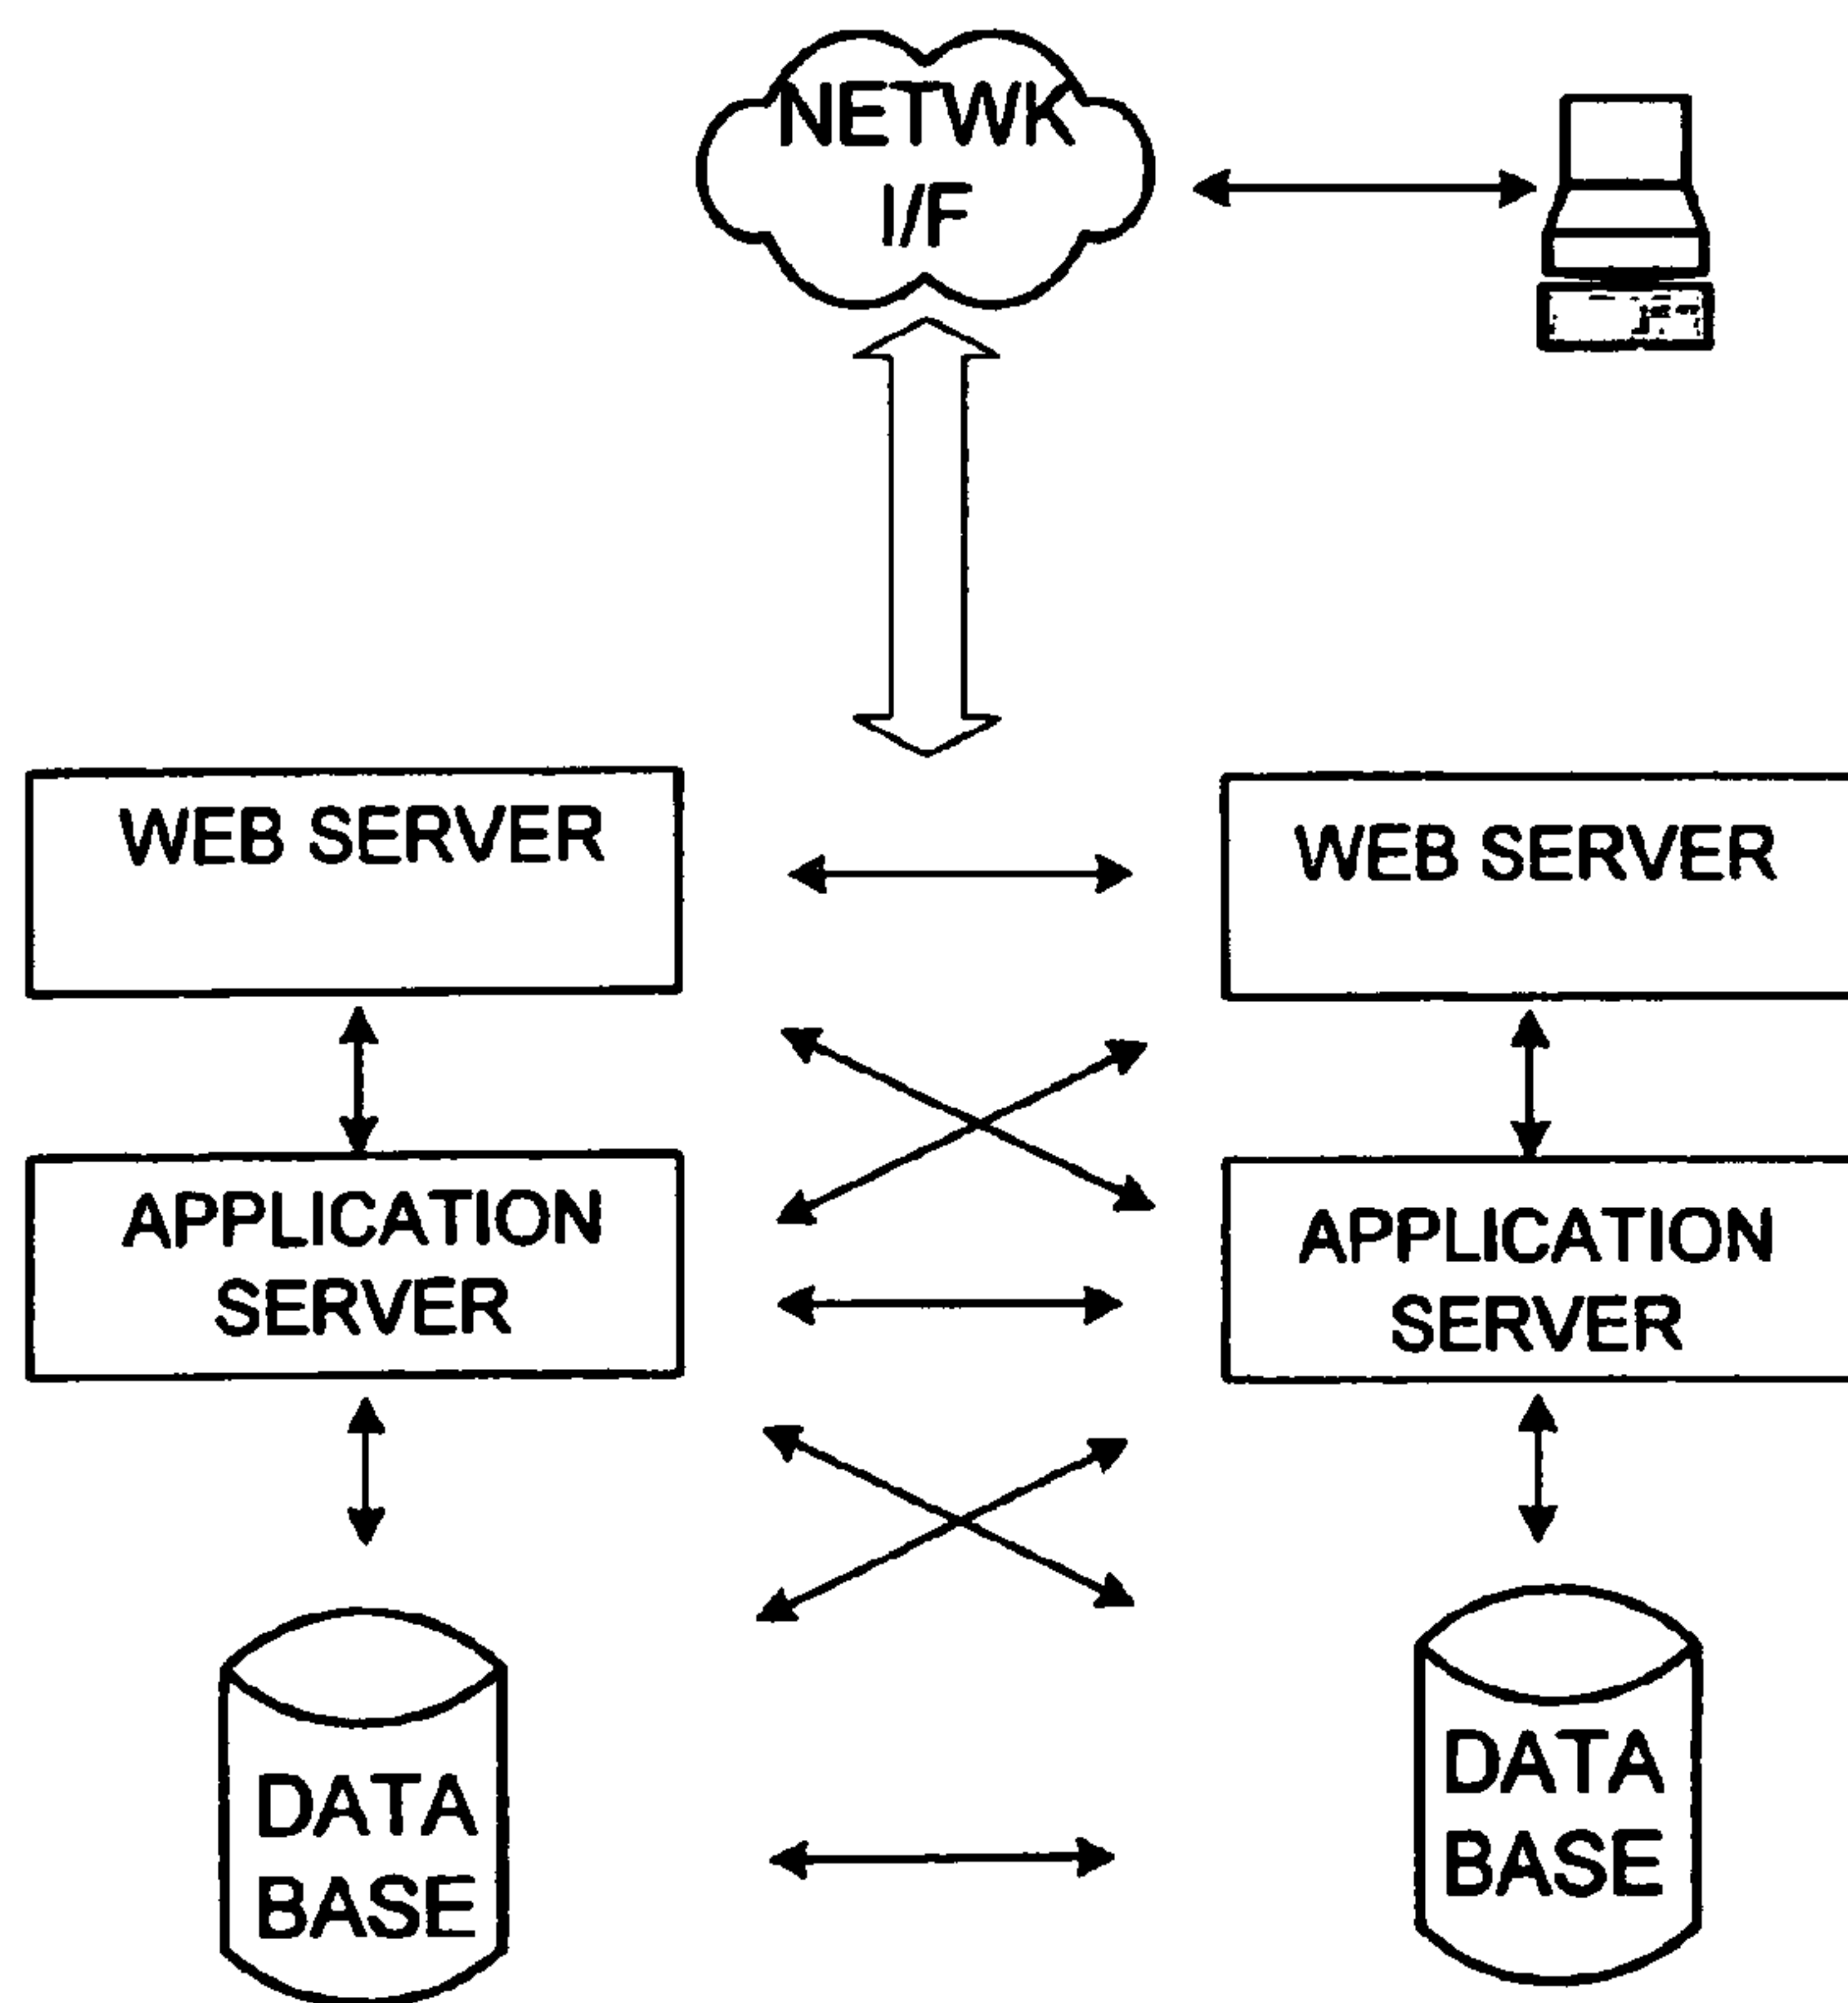 NETWK
I/F
WEB SERVER
WEB SERVER
APPLICATION
SERVER
APPLICATION
SERVER
DATA
BASE
DATA
BASE